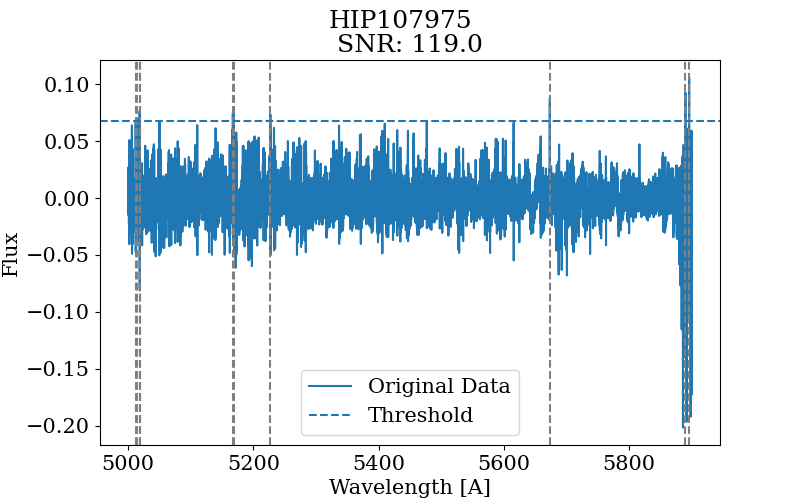 HIP107975
SNR: 119.0
Flux
0.10
0.05
0.00
−0.05
−0.10
−0.15
−0.20
Original Data
Threshold
5000 5200 5400 5600 5800
Wavelength [A]